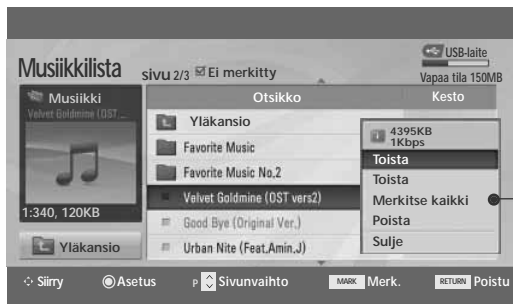 USB-laite
Musiikkilista sivu 2/3 Ei merkitty Vapaa tila 150MB
Musiikki
Velvet Goldmine (OST...
1:340, 120KB
Yläkansio
Otsikko Kesto
Yläkansio
Favorite Music
Favorite Music No.2
Velvet Goldmine (OST vers2)
Good Bye (Original Ver.)
Urban Nite (Feat.Amin.J)
4395KB
1Kbps
Toista
Toista
Merkitse kaikki
Poista
Sulje
Siirry Asetus P Sivunvaihto MARK Merk. RETURN Poistu